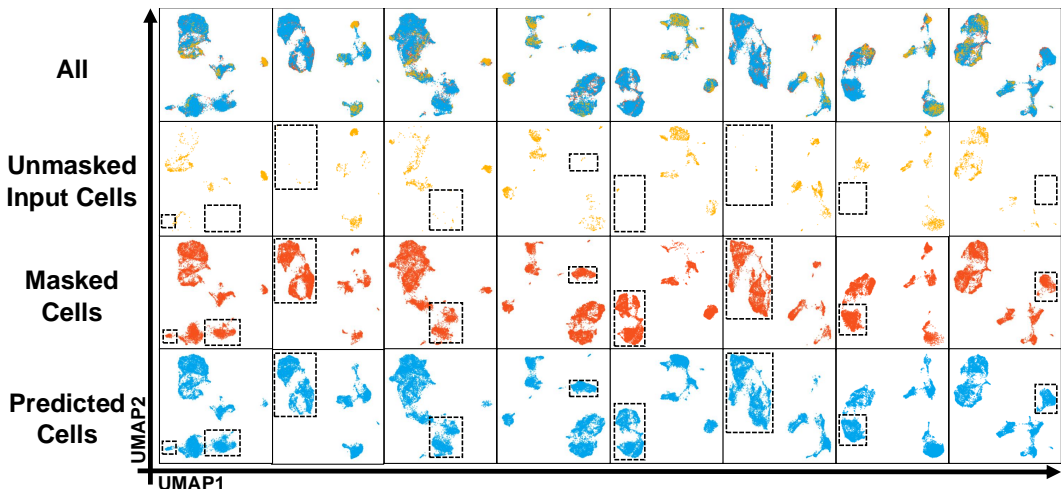 All
Unmasked
Input Cells
Masked
Cells
Predicted
Cells
UMAP2
UMAP1